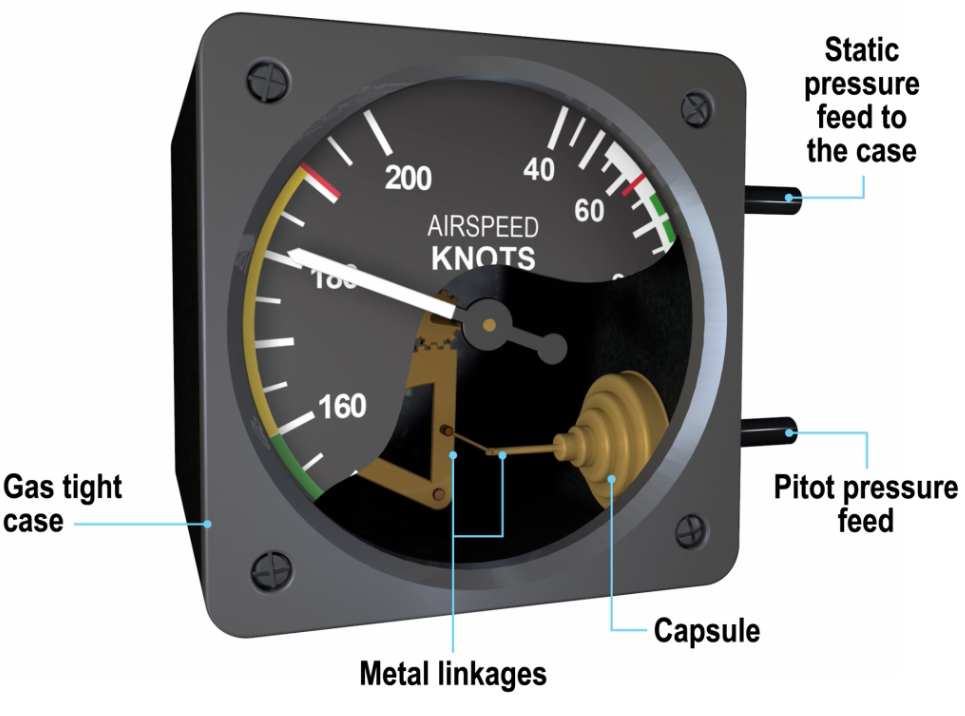 Static
pressure
feed to
the case
200
40
60
AIRSPEED
KNOTS
180
160
Gas tight
case
Pitot pressure
feed
Capsule
Metal linkages